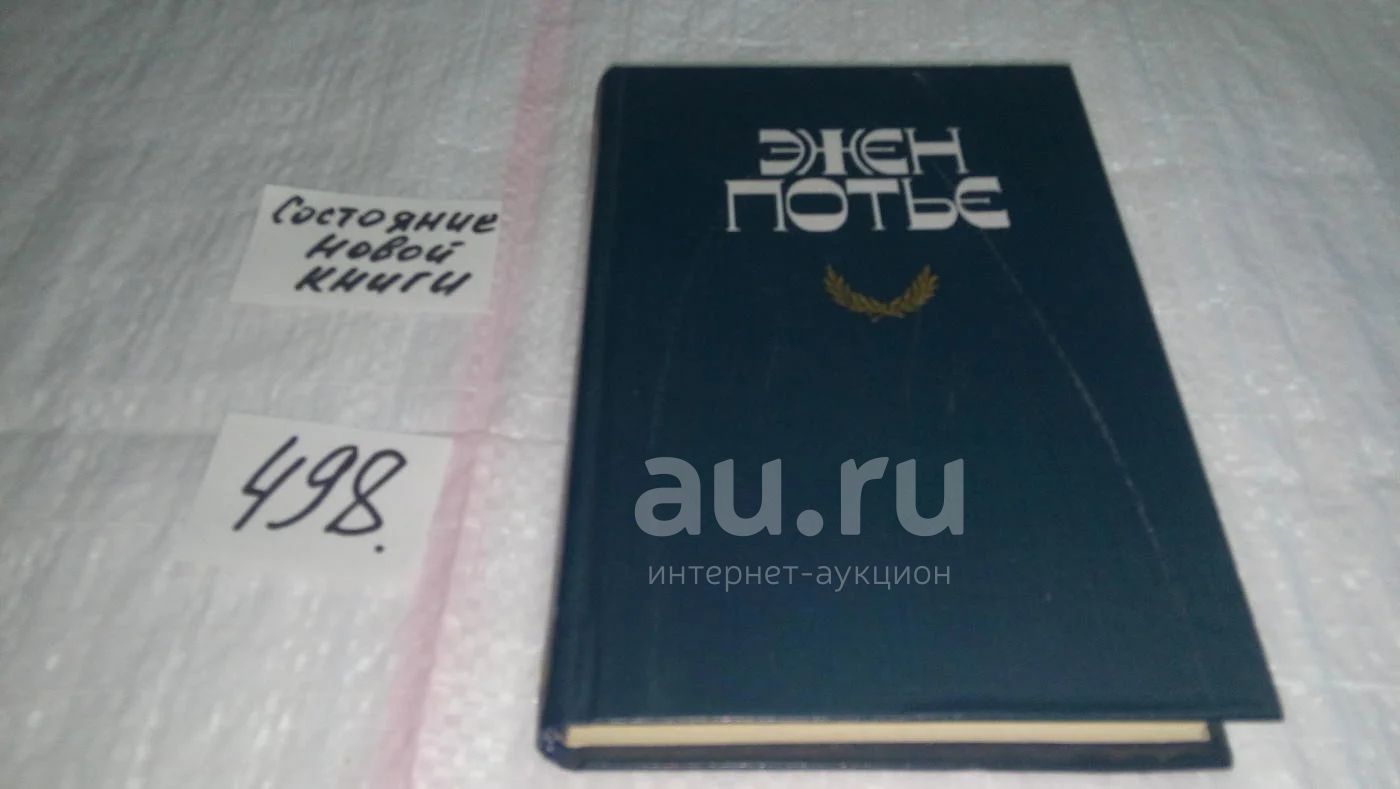 ЭЖЕН
ПОТЬЕ
Состояние
новой
книги
498.
au.ru
интернет-аукцион